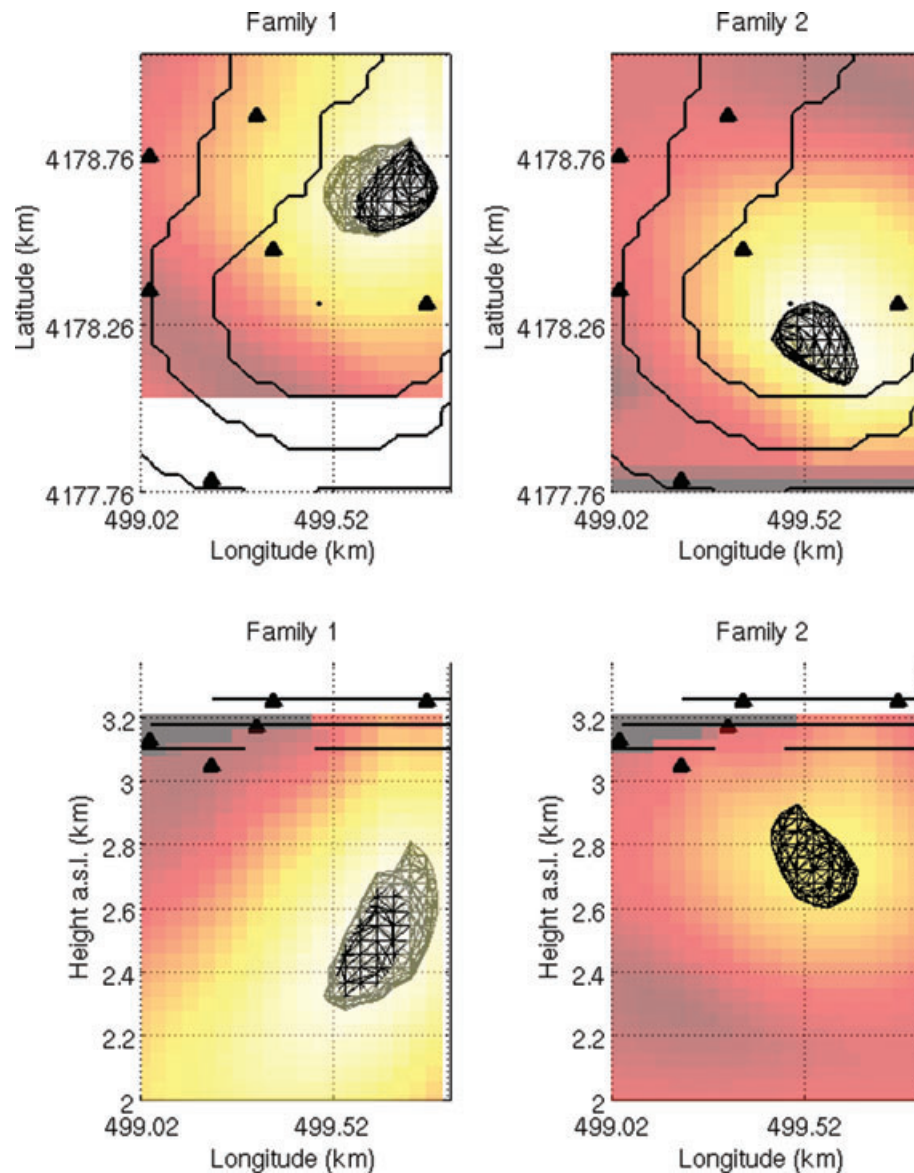 Family 1
Family 2
Latitude (km)
4178.76
4178.26
4177.76
499.02
499.52
Longitude (km)
Latitude (km)
4178.76
4178.26
4177.76
499.02
499.52
Longitude (km)
Family 1
Family 2
Height a.s.l. (km)
3.2
3
2.8
2.6
2.4
2.2
2
499.02
499.52
Longitude (km)
Height a.s.l. (km)
3.2
3
2.8
2.6
2.4
2.2
2
499.02
499.52
Longitude (km)